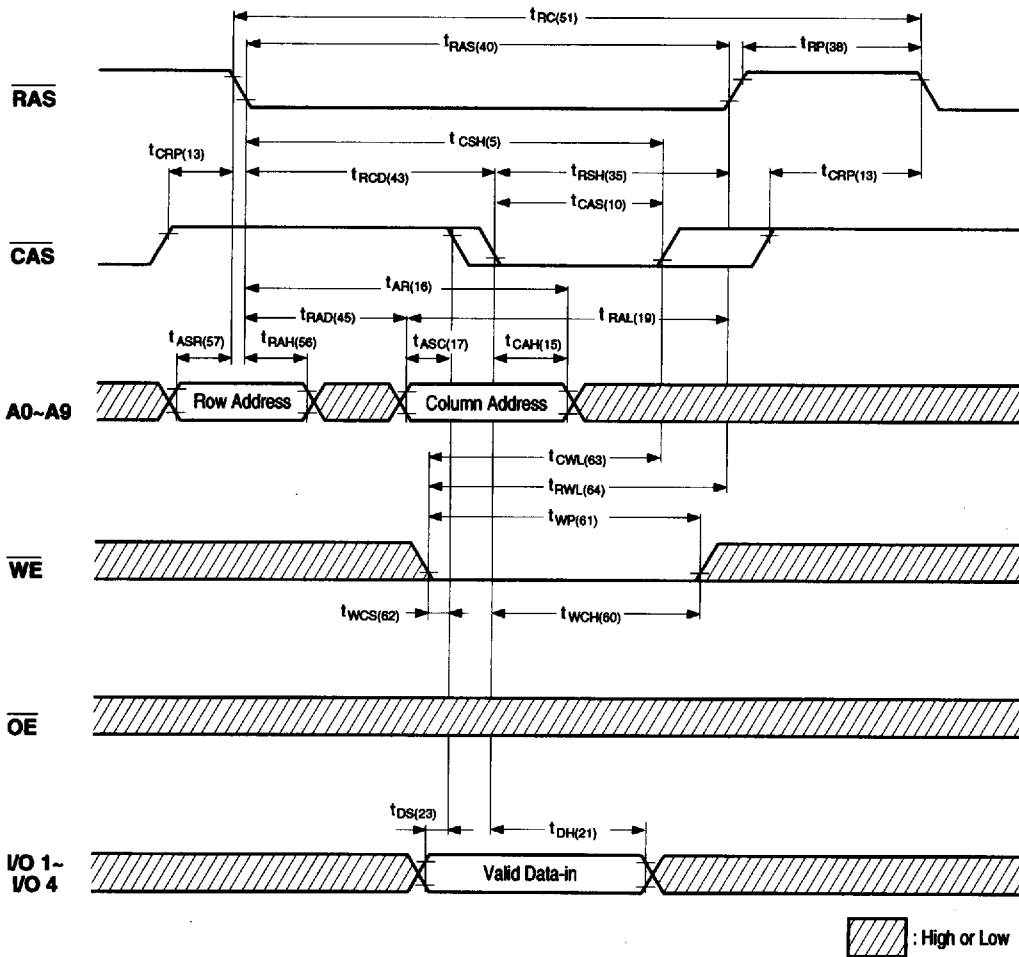 tRC(51)
tRAS(40)
tRP(38)
RAS
tCSH(5)
tCRP(13)
tRCD(43)
tRSH(35)
tCRP(13)
tCAS(10)
CAS
tAR(16)
tRAD(45)
tRAL(19)
tASR(57)
tRAH(56)
tASC(17)
tCAH(15)
A0~A9
Row Address
Column Address
tCWL(63)
tRWL(64)
tWP(61)
WE
tWCS(62)
tWCH(60)
OE
tDS(23)
tDH(21)
I/O 1~
I/O 4
Valid Data-in
: High or Low